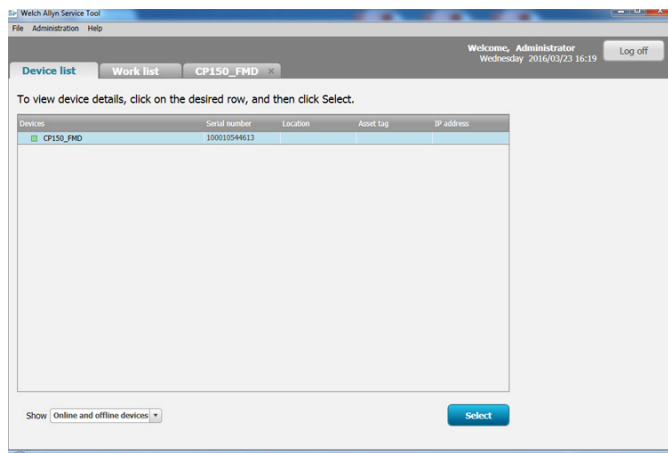 Welch Allyn Service Tool
File Administration Help
Welcome, Administrator
Wednesday 2016/03/23 16:19
Log off
Device list Work list CP150_FMD ×
To view device details, click on the desired row, and then click Select.
Devices Serial number Location Asset tag IP address
CP150_FMD 100010544613
Show Online and offline devices
Select